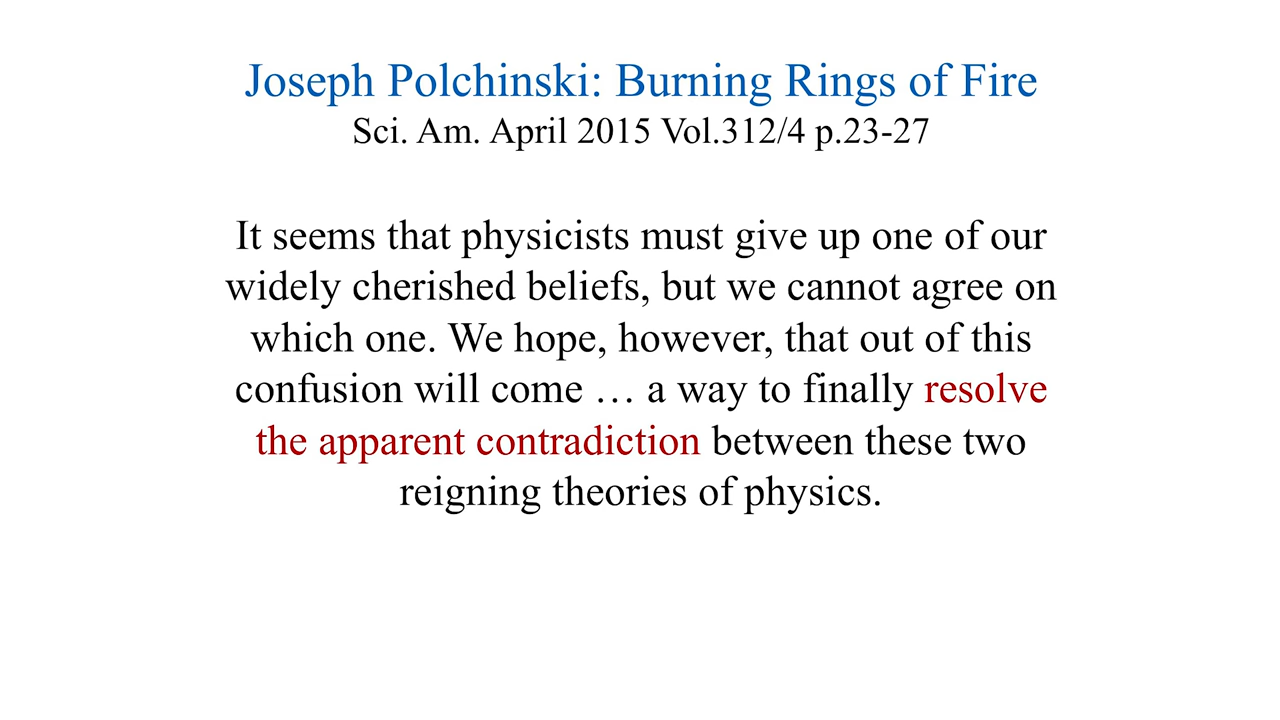 Joseph Polchinski: Burning Rings of Fire
Sci. Am. April 2015 Vol.312/4 p.23-27
It seems that physicists must give up one of our
widely cherished beliefs, but we cannot agree on
which one. We hope, however, that out of this
confusion will come … a way to finally resolve
the apparent contradiction between these two
reigning theories of physics.